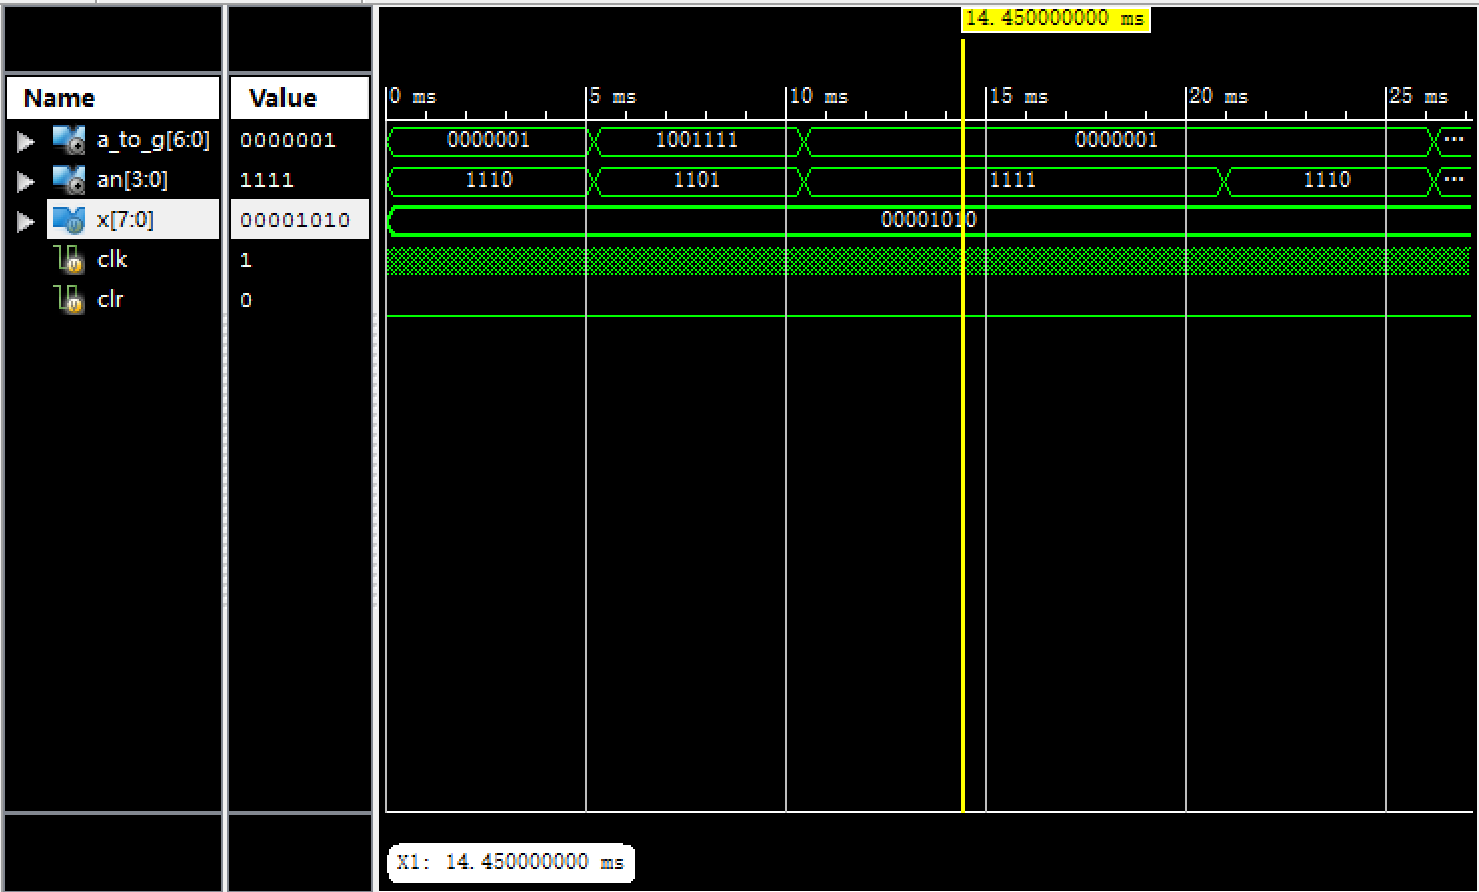 14.450000000 ms
Name Value 0 ms 5 ms 10 ms 15 ms 20 ms 25 ms
a_to_g[6:0] 0000001 0000001 1001111 0000001 ...
an[3:0] 1111 1110 1101 1111 1110 ...
x[7:0] 00001010 00001010
clk 1
clr 0
X1: 14.450000000 ms